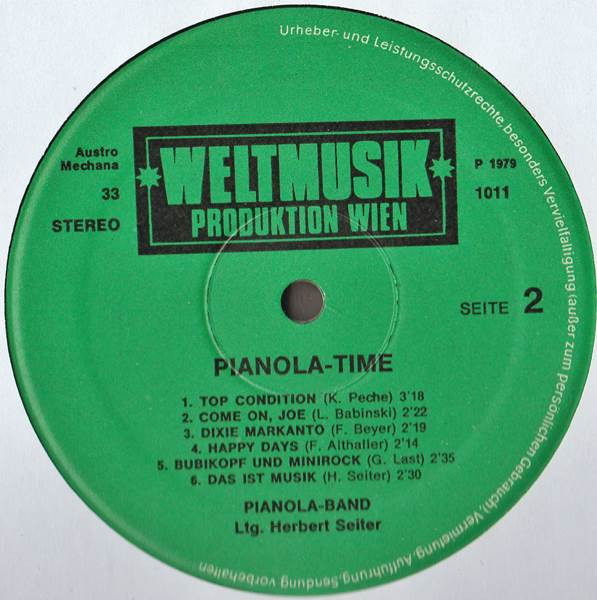 Urheber- und Leistungsschutzrechte, besonders Vervielfältigung (außer zum persönlichen Gebrauch), Vermietung, Aufführung, Sendung vorbehalten
Austro
Mechana
33
STEREO
WELTMUSIK
PRODUKTION WIEN
P 1979
1011
SEITE 2
PIANOLA-TIME
1. TOP CONDITION (K. Peche) 3'18
2. COME ON, JOE (L. Babinski) 2'22
3. DIXIE MARKANTO (F. Beyer) 2'19
4. HAPPY DAYS (F. Althaller) 2'14
5. BUBIKOPF UND MINIROCK (G. Last) 2'35
6. DAS IST MUSIK (H. Seiter) 2'30
PIANOLA-BAND
Ltg. Herbert Seiter